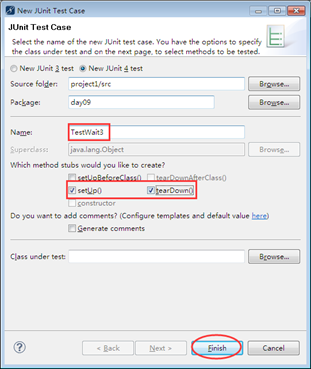 New JUnit Test Case
JUnit Test Case
Select the name of the new JUnit test case. You have the options to specify
the class under test and on the next page, to select methods to be tested.
New JUnit 3 test New JUnit 4 test
Source folder: project1/src Browse...
Package: day09 Browse...
Name: TestWait3
Superclass: java.lang.Object Browse...
Which method stubs would you like to create?
setUpBeforeClass() tearDownAfterClass()
setUp() tearDown()
constructor
Do you want to add comments? (Configure templates and default value here)
Generate comments
Class under test: Browse...
? < Back Next > Finish Cancel